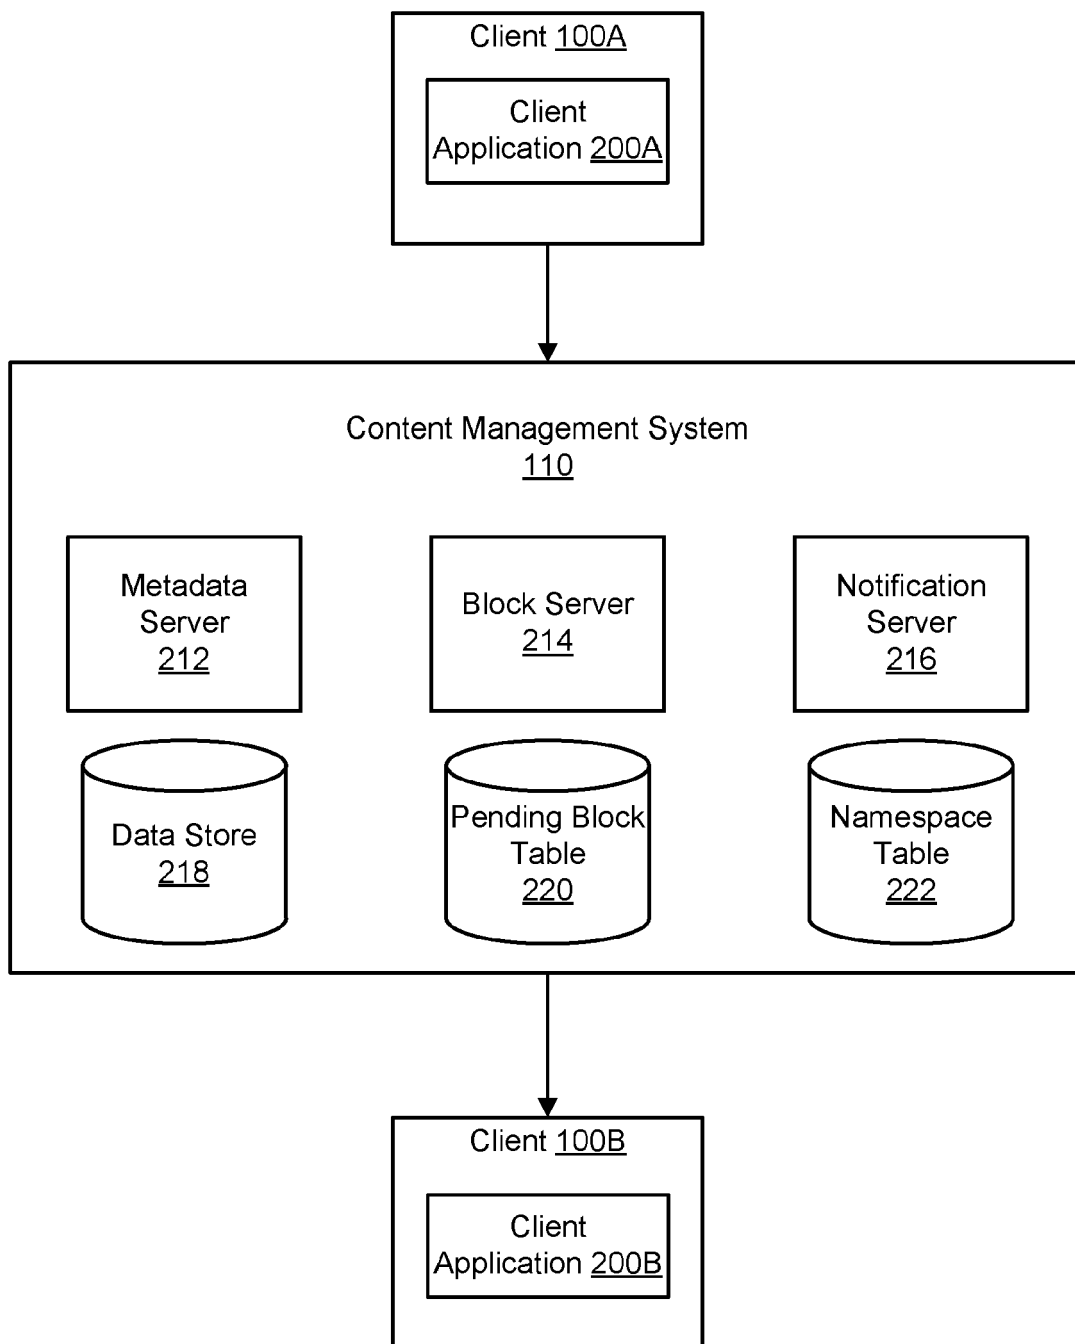 Client 100A
Client
Application 200A
Content Management System
110
Metadata
Server
212
Block Server
214
Notification
Server
216
Data Store
218
Pending Block
Table
220
Namespace
Table
222
Client 100B
Client
Application 200B